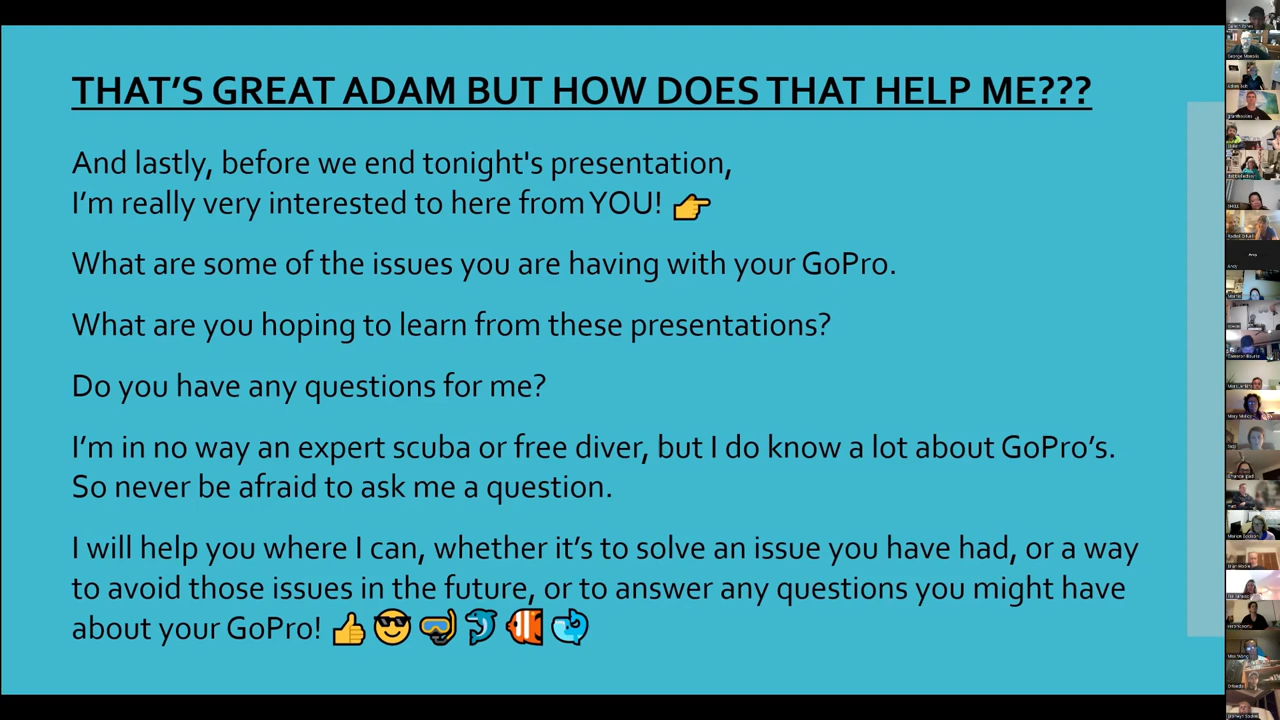 THAT'S GREAT ADAM BUT HOW DOES THAT HELP ME???
And lastly, before we end tonight's presentation,
I'm really very interested to here from YOU! 👉
What are some of the issues you are having with your GoPro.
What are you hoping to learn from these presentations?
Do you have any questions for me?
I'm in no way an expert scuba or free diver, but I do know a lot about GoPro's.
So never be afraid to ask me a question.
I will help you where I can, whether it's to solve an issue you have had, or a way
to avoid those issues in the future, or to answer any questions you might have
about your GoPro! 👍😎🤿🐬🐠🐳